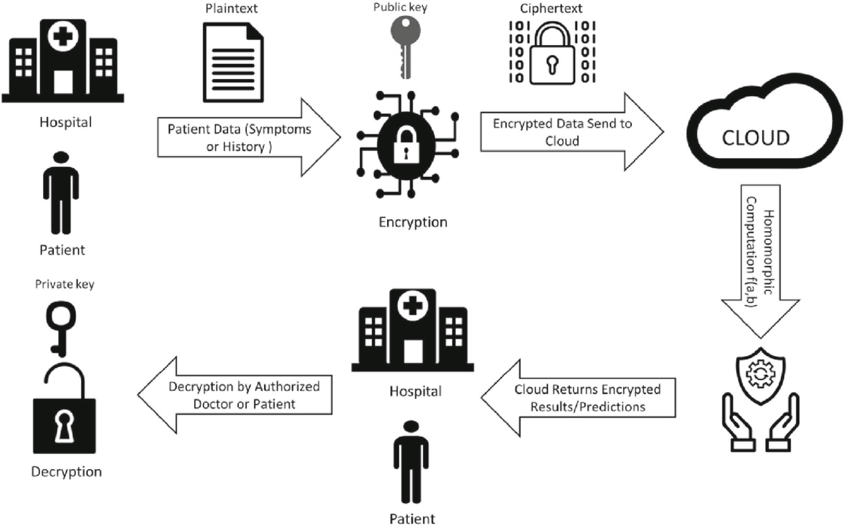 Plaintext
Public key
Ciphertext
Hospital
Patient Data (Symptoms
or History )
Encrypted Data Send to
Cloud
CLOUD
Patient
Encryption
Homomorphic
Computation f(a,b)
Private key
Decryption by Authorized
Doctor or Patient
Hospital
Cloud Returns Encrypted
Results/Predictions
Decryption
Patient